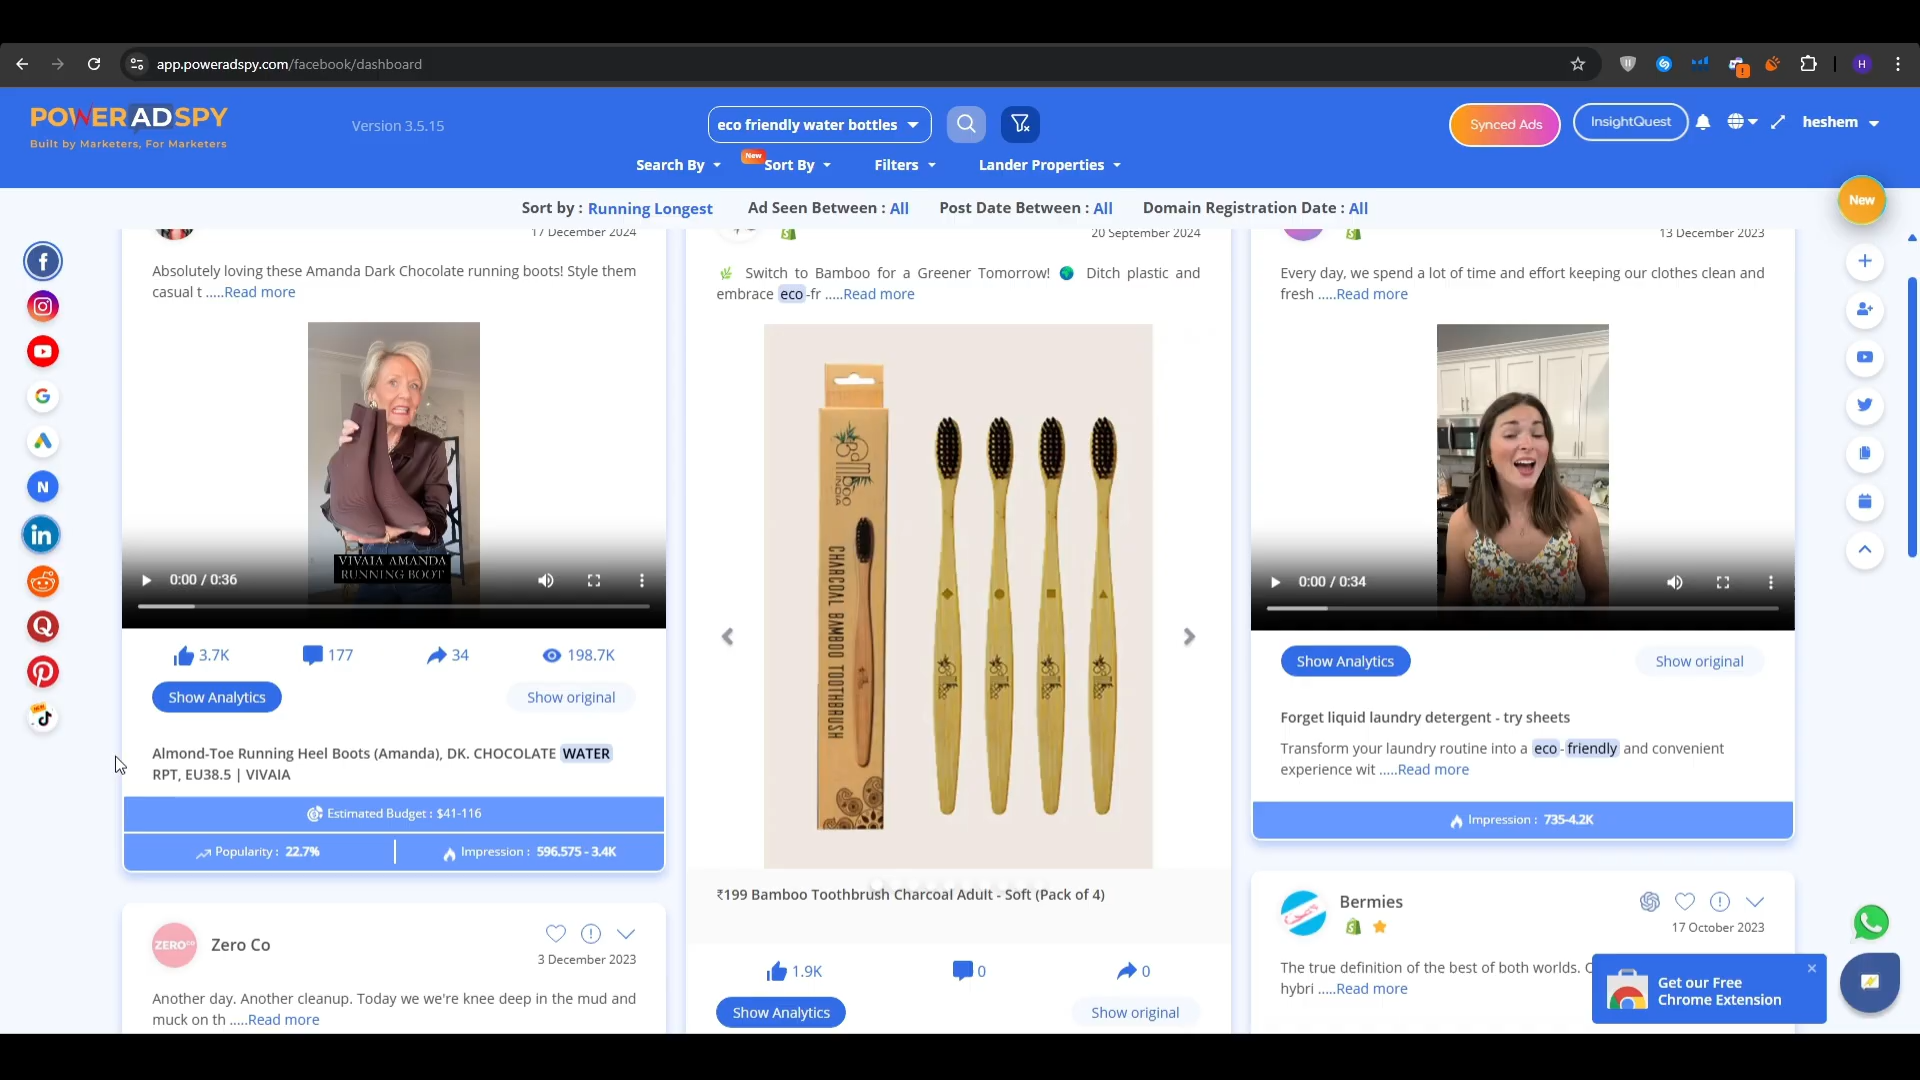 app.poweradspy.com/facebook/dashboard
H
POWERADSPY
Built by Marketers, For Marketers
Version 3.5.15
eco friendly water bottles
Synced Ads
InsightQuest
heshem
Search By
New
Sort By
Filters
Lander Properties
Sort by : Running Longest
Ad Seen Between : All
Post Date Between : All
Domain Registration Date : All
New
17 December 2024
Absolutely loving these Amanda Dark Chocolate running boots! Style them
casual t .....Read more
VIVAIA AMANDA
RUNNING BOOT
0:00 / 0:36
3.7K
177
34
198.7K
Show Analytics
Show original
Almond-Toe Running Heel Boots (Amanda), DK. CHOCOLATE WATER
RPT, EU38.5 | VIVAIA
Estimated Budget : $41-116
Popularity : 22.7%
Impression : 596.575 - 3.4K
ZERO CO
Zero Co
3 December 2023
Another day. Another cleanup. Today we we're knee deep in the mud and
muck on th .....Read more
20 September 2024
Switch to Bamboo for a Greener Tomorrow! Ditch plastic and
embrace eco-fr .....Read more
BAMBOO
INDIA
CHARCOAL BAMBOO TOOTHBRUSH
₹199 Bamboo Toothbrush Charcoal Adult - Soft (Pack of 4)
1.9K
0
0
Show Analytics
Show original
13 December 2023
Every day, we spend a lot of time and effort keeping our clothes clean and
fresh .....Read more
0:00 / 0:34
Show Analytics
Show original
Forget liquid laundry detergent - try sheets
Transform your laundry routine into a eco-friendly and convenient
experience wit .....Read more
Impression : 735-4.2K
Bermies
17 October 2023
The true definition of the best of both worlds.
hybri .....Read more
Get our Free
Chrome Extension